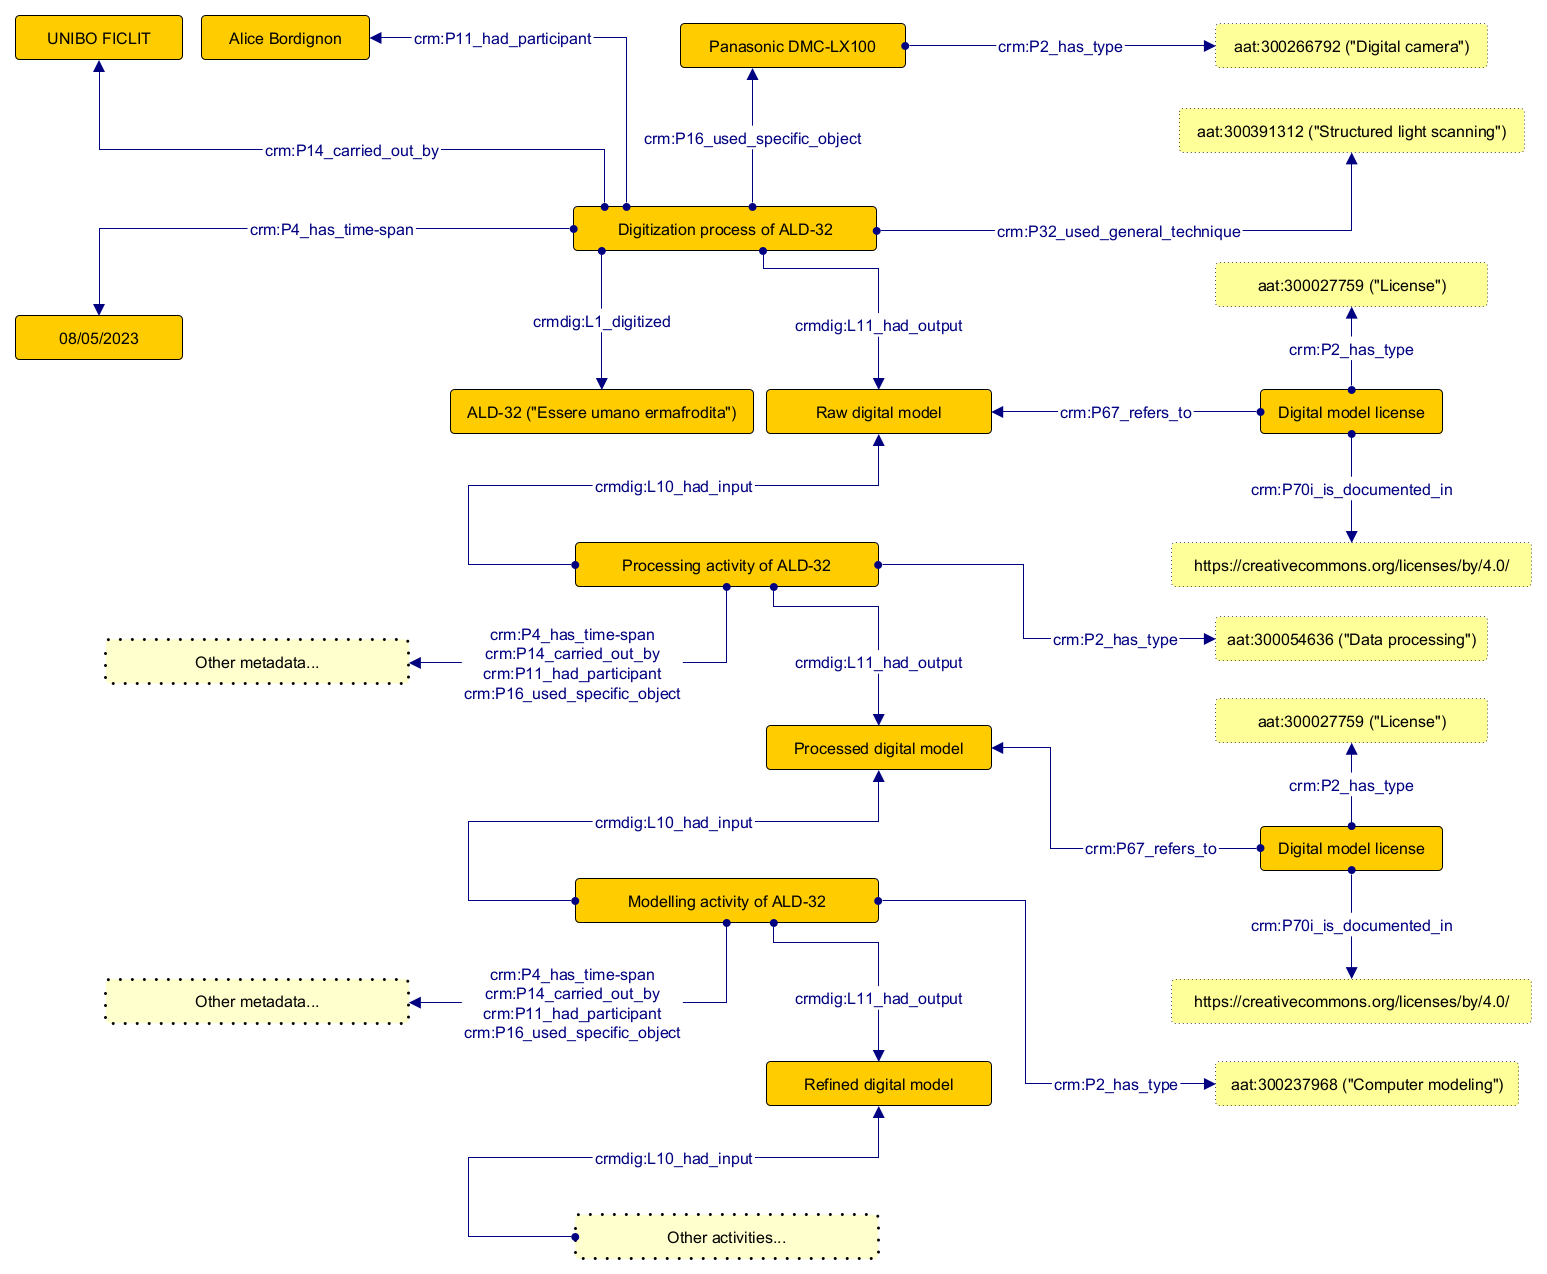 UNIBO FICLIT
Alice Bordignon
crm:P11_had_participant
Panasonic DMC-LX100
crm:P2_has_type
aat:300266792 ("Digital camera")
crm:P14_carried_out_by
crm:P16_used_specific_object
aat:300391312 ("Structured light scanning")
crm:P4_has_time-span
Digitization process of ALD-32
crm:P32_used_general_technique
aat:300027759 ("License")
08/05/2023
crmdig:L1_digitized
crmdig:L11_had_output
crm:P2_has_type
ALD-32 ("Essere umano ermafrodita")
Raw digital model
crm:P67_refers_to
Digital model license
crmdig:L10_had_input
crm:P70i_is_documented_in
Processing activity of ALD-32
https://creativecommons.org/licenses/by/4.0/
Other metadata...
crm:P4_has_time-span
crm:P14_carried_out_by
crm:P11_had_participant
crm:P16_used_specific_object
crmdig:L11_had_output
crm:P2_has_type
aat:300054636 ("Data processing")
aat:300027759 ("License")
Processed digital model
crm:P2_has_type
crmdig:L10_had_input
crm:P67_refers_to
Digital model license
Modelling activity of ALD-32
crm:P70i_is_documented_in
Other metadata...
crm:P4_has_time-span
crm:P14_carried_out_by
crm:P11_had_participant
crm:P16_used_specific_object
crmdig:L11_had_output
https://creativecommons.org/licenses/by/4.0/
Refined digital model
crm:P2_has_type
aat:300237968 ("Computer modeling")
crmdig:L10_had_input
Other activities...